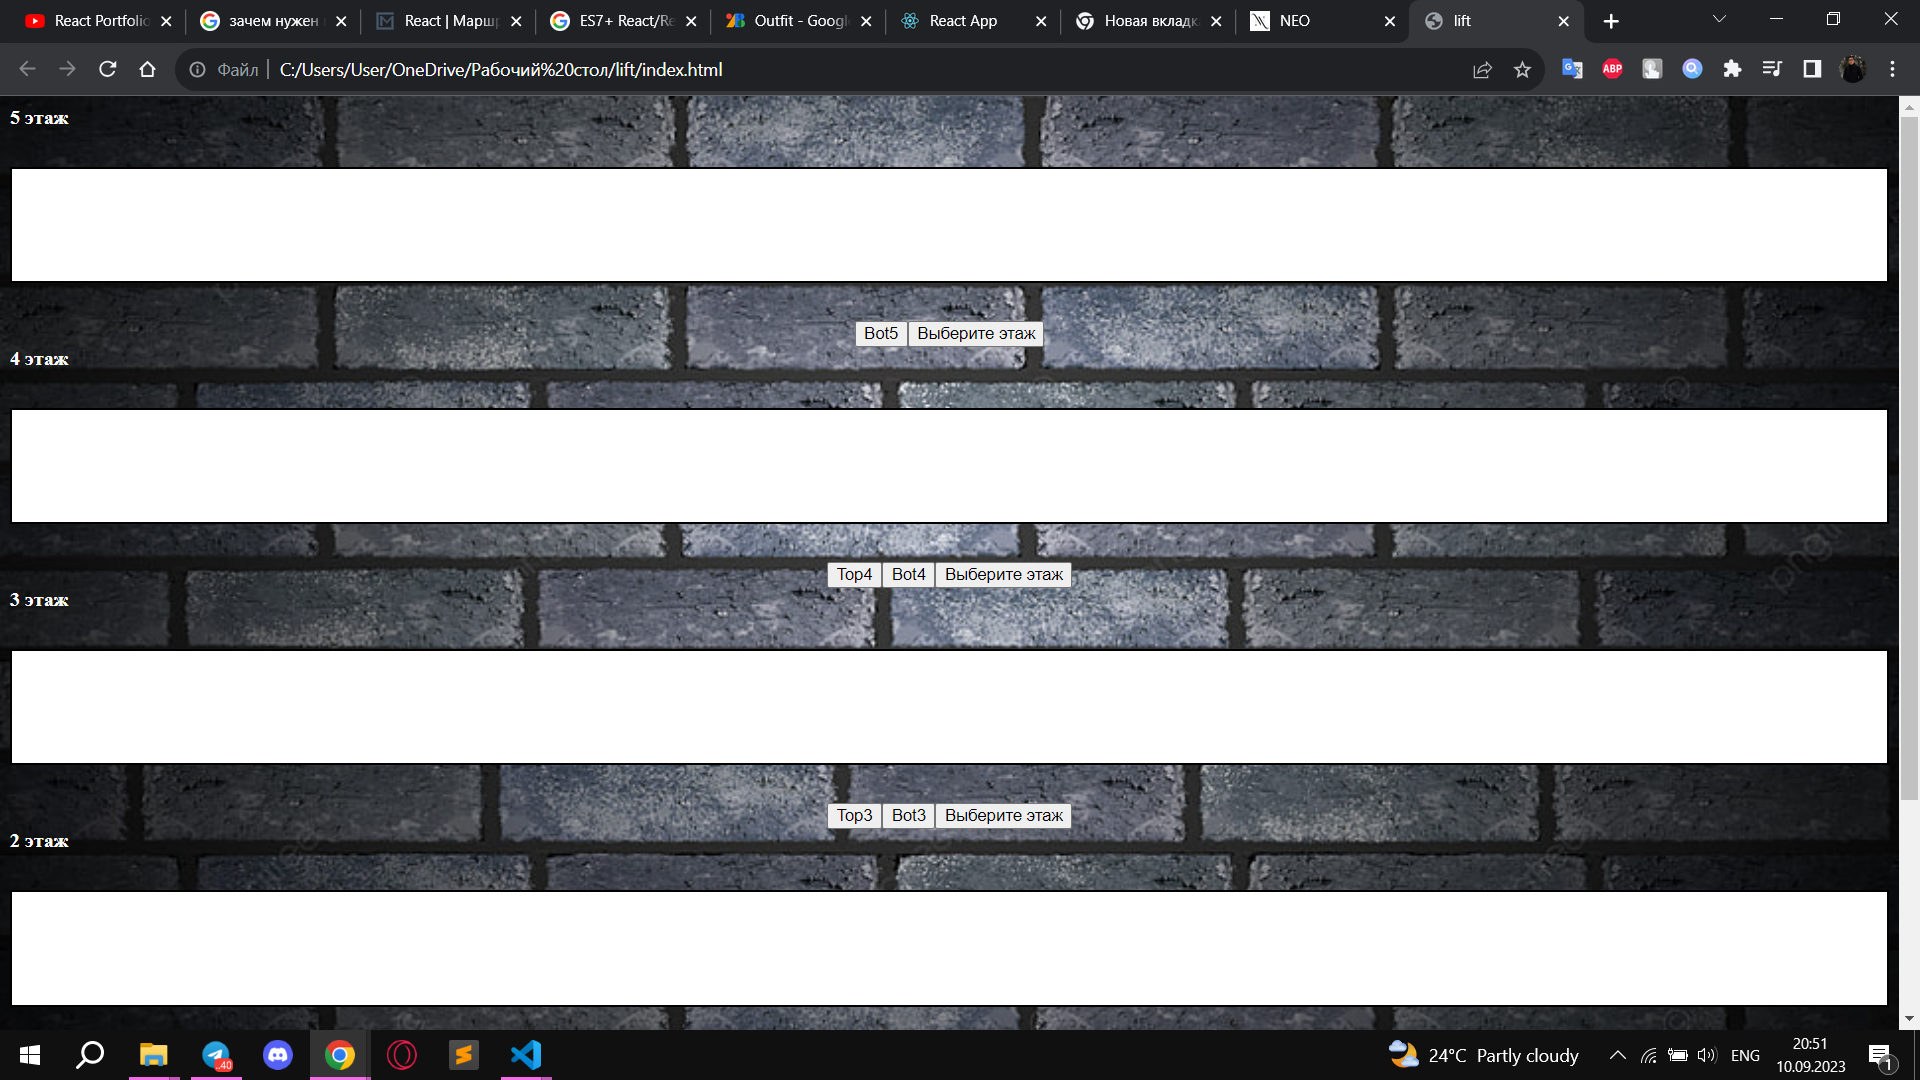 React Portfolio
зачем нужен
React | Маршр
ES7+ React/Re
Outfit - Googl
React App
Новая вкладк
NEO
lift
Файл
C:/Users/User/OneDrive/Рабочий%20стол/lift/index.html
ABP
5 этаж
Bot5 Выберите этаж
4 этаж
Top4 Bot4 Выберите этаж
3 этаж
Top3 Bot3 Выберите этаж
2 этаж
40
24°C Partly cloudy
ENG
20:51
10.09.2023
1